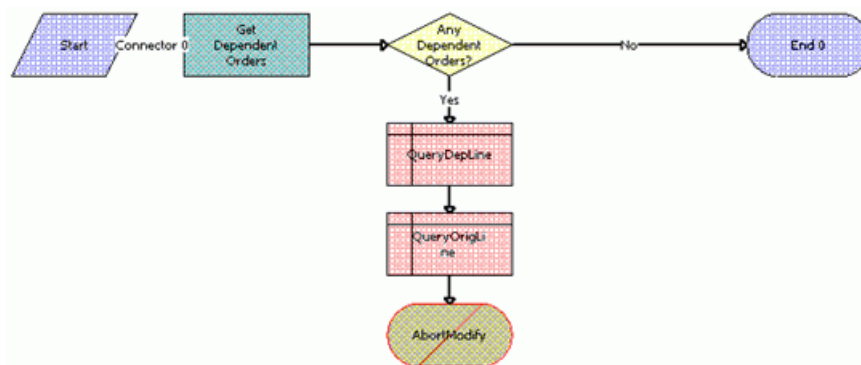 Start
Connector 0
Get
Dependent
Orders
Any
Dependent
Orders?
No
End 0
Yes
QueryDepLine
QueryOrigLi
ne
AbortModify